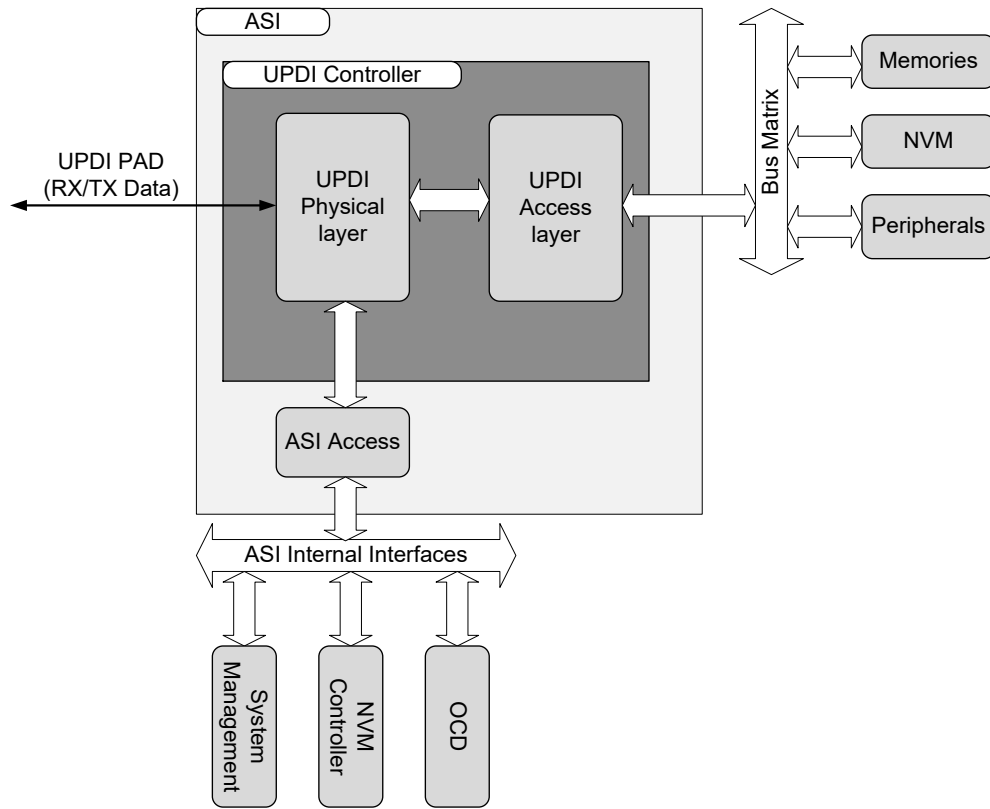 ASI
UPDI Controller
UPDI PAD
(RX/TX Data)
UPDI
Physical
layer
UPDI
Access
layer
Bus Matrix
Memories
NVM
Peripherals
ASI Access
ASI Internal Interfaces
System
Management
NVM
Controller
OCD